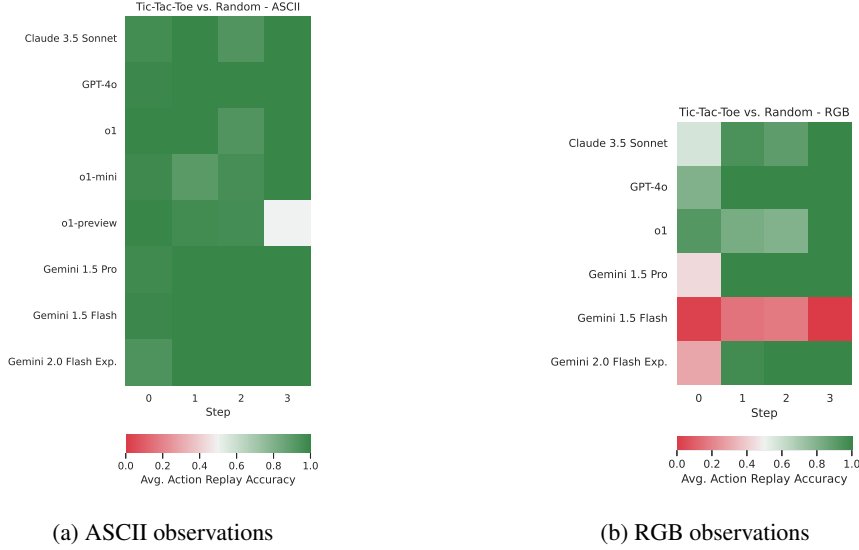 Tic-Tac-Toe vs. Random - ASCII
Claude 3.5 Sonnet
GPT-4o
o1
o1-mini
o1-preview
Gemini 1.5 Pro
Gemini 1.5 Flash
Gemini 2.0 Flash Exp.
0 1 2 3
Step
0.0 0.2 0.4 0.6 0.8 1.0
Avg. Action Replay Accuracy
(a) ASCII observations
Tic-Tac-Toe vs. Random - RGB
Claude 3.5 Sonnet
GPT-4o
o1
Gemini 1.5 Pro
Gemini 1.5 Flash
Gemini 2.0 Flash Exp.
0 1 2 3
Step
0.0 0.2 0.4 0.6 0.8 1.0
Avg. Action Replay Accuracy
(b) RGB observations